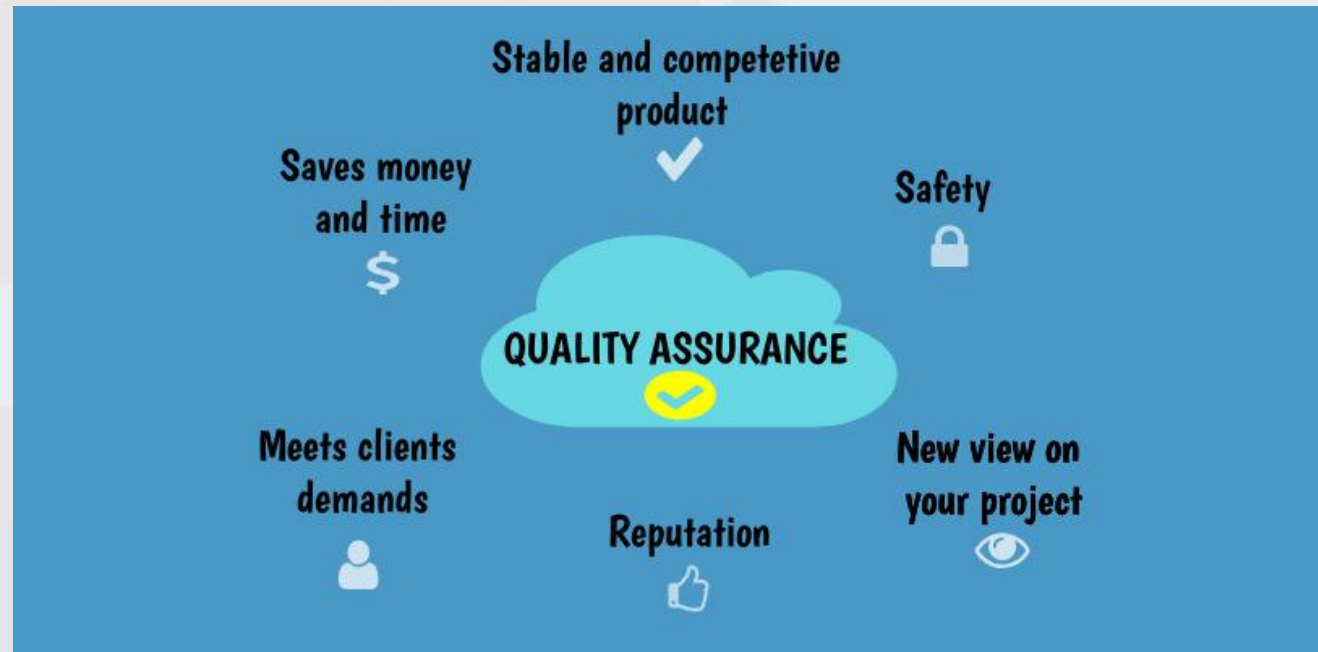 Stable and competetive
product
Saves money
and time
$
Safety
QUALITY ASSURANCE
Meets clients
demands
New view on
your project
Reputation